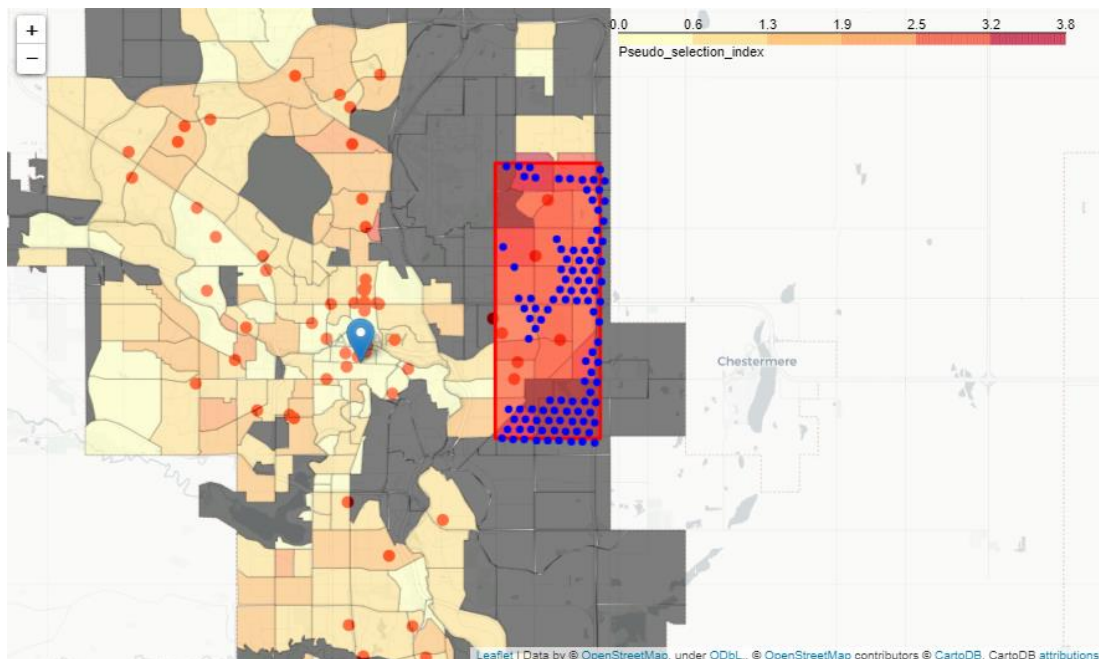 +
−
0.0 0.6 1.3 1.9 2.5 3.2 3.8
Pseudo_selection_index
Chestermere
Leaflet | Data by © OpenStreetMap, under ODbL., © OpenStreetMap contributors © CartoDB, CartoDB attributions